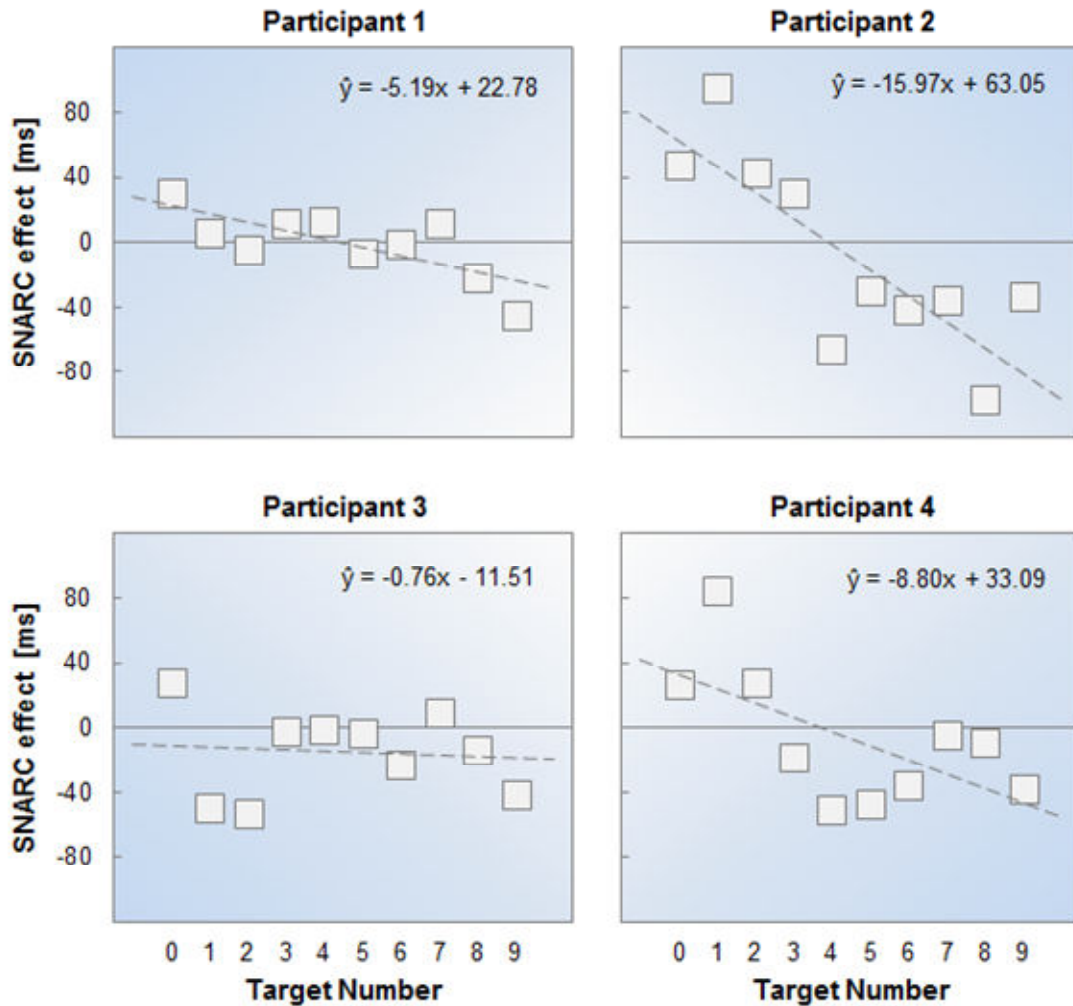 Participant 1
Participant 2
ŷ = -5.19x + 22.78
ŷ = -15.97x + 63.05
SNARC effect [ms]
80
40
0
-40
-80
Participant 3
Participant 4
ŷ = -0.76x - 11.51
ŷ = -8.80x + 33.09
SNARC effect [ms]
80
40
0
-40
-80
0 1 2 3 4 5 6 7 8 9
0 1 2 3 4 5 6 7 8 9
Target Number
Target Number